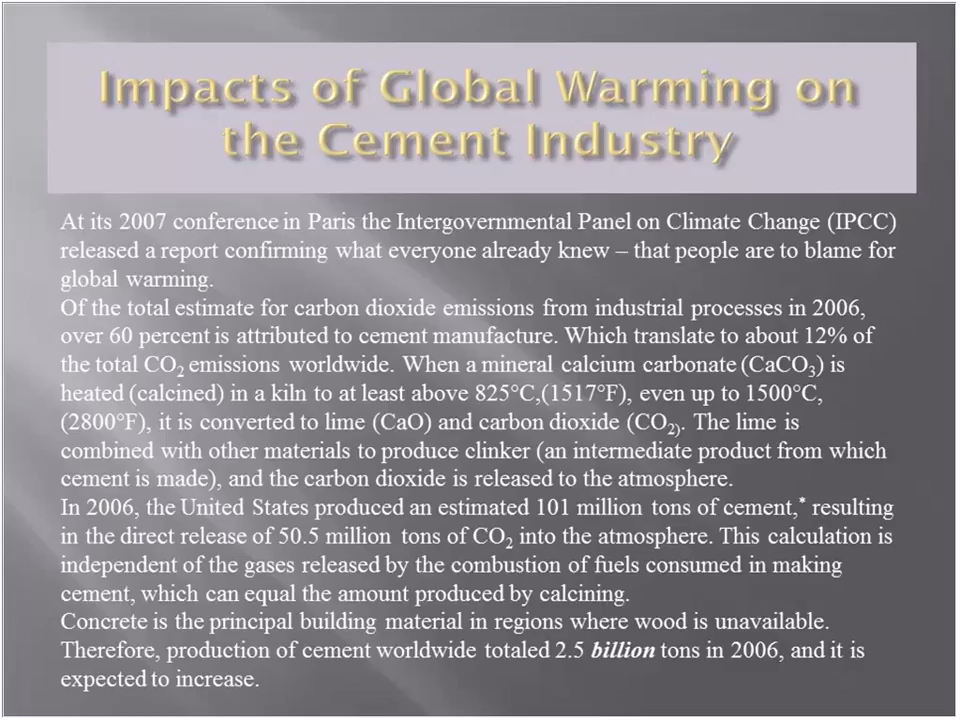 Impacts of Global Warming on
the Cement Industry
At its 2007 conference in Paris the Intergovernmental Panel on Climate Change (IPCC)
released a report confirming what everyone already knew – that people are to blame for
global warming.
Of the total estimate for carbon dioxide emissions from industrial processes in 2006,
over 60 percent is attributed to cement manufacture. Which translate to about 12% of
the total CO₂ emissions worldwide. When a mineral calcium carbonate (CaCO₃) is
heated (calcined) in a kiln to at least above 825°C,(1517°F), even up to 1500°C,
(2800°F), it is converted to lime (CaO) and carbon dioxide (CO₂₎. The lime is
combined with other materials to produce clinker (an intermediate product from which
cement is made), and the carbon dioxide is released to the atmosphere.
In 2006, the United States produced an estimated 101 million tons of cement,* resulting
in the direct release of 50.5 million tons of CO₂ into the atmosphere. This calculation is
independent of the gases released by the combustion of fuels consumed in making
cement, which can equal the amount produced by calcining.
Concrete is the principal building material in regions where wood is unavailable.
Therefore, production of cement worldwide totaled 2.5 billion tons in 2006, and it is
expected to increase.